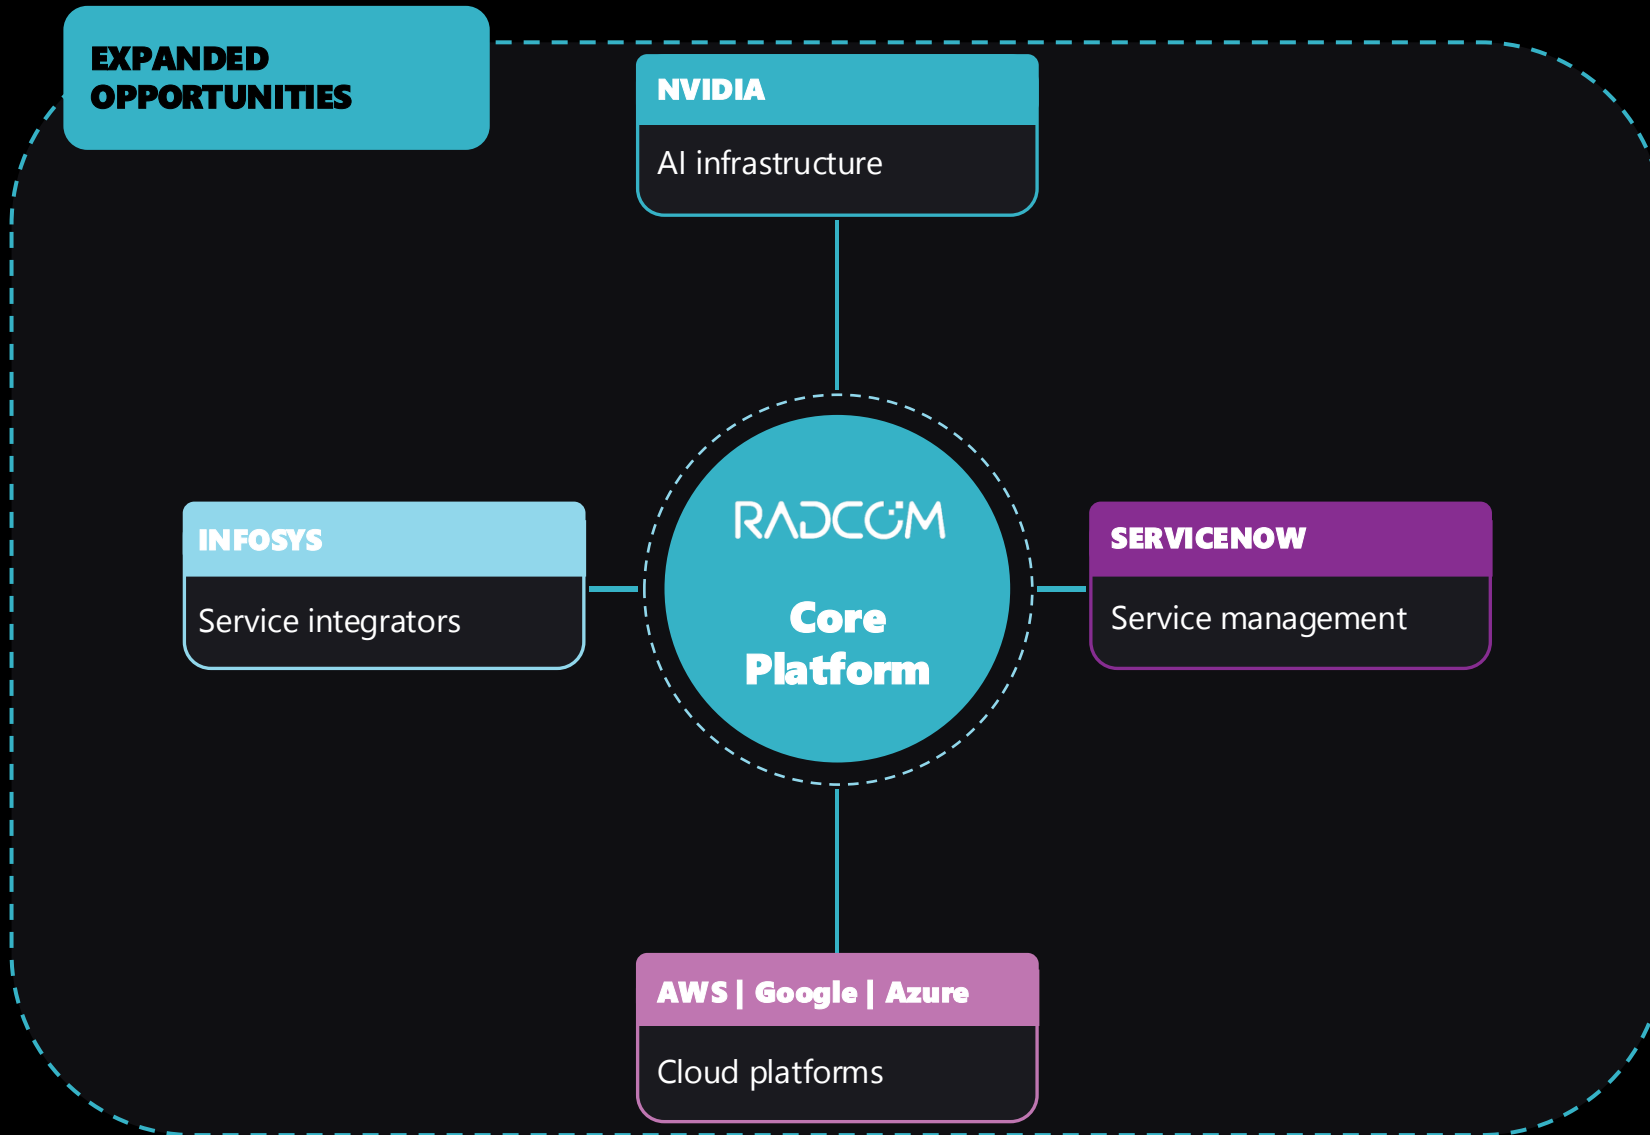 EXPANDED
OPPORTUNITIES
NVIDIA
AI infrastructure
INFOSYS
Service integrators
RADCOM
Core
Platform
SERVICENOW
Service management
AWS | Google | Azure
Cloud platforms